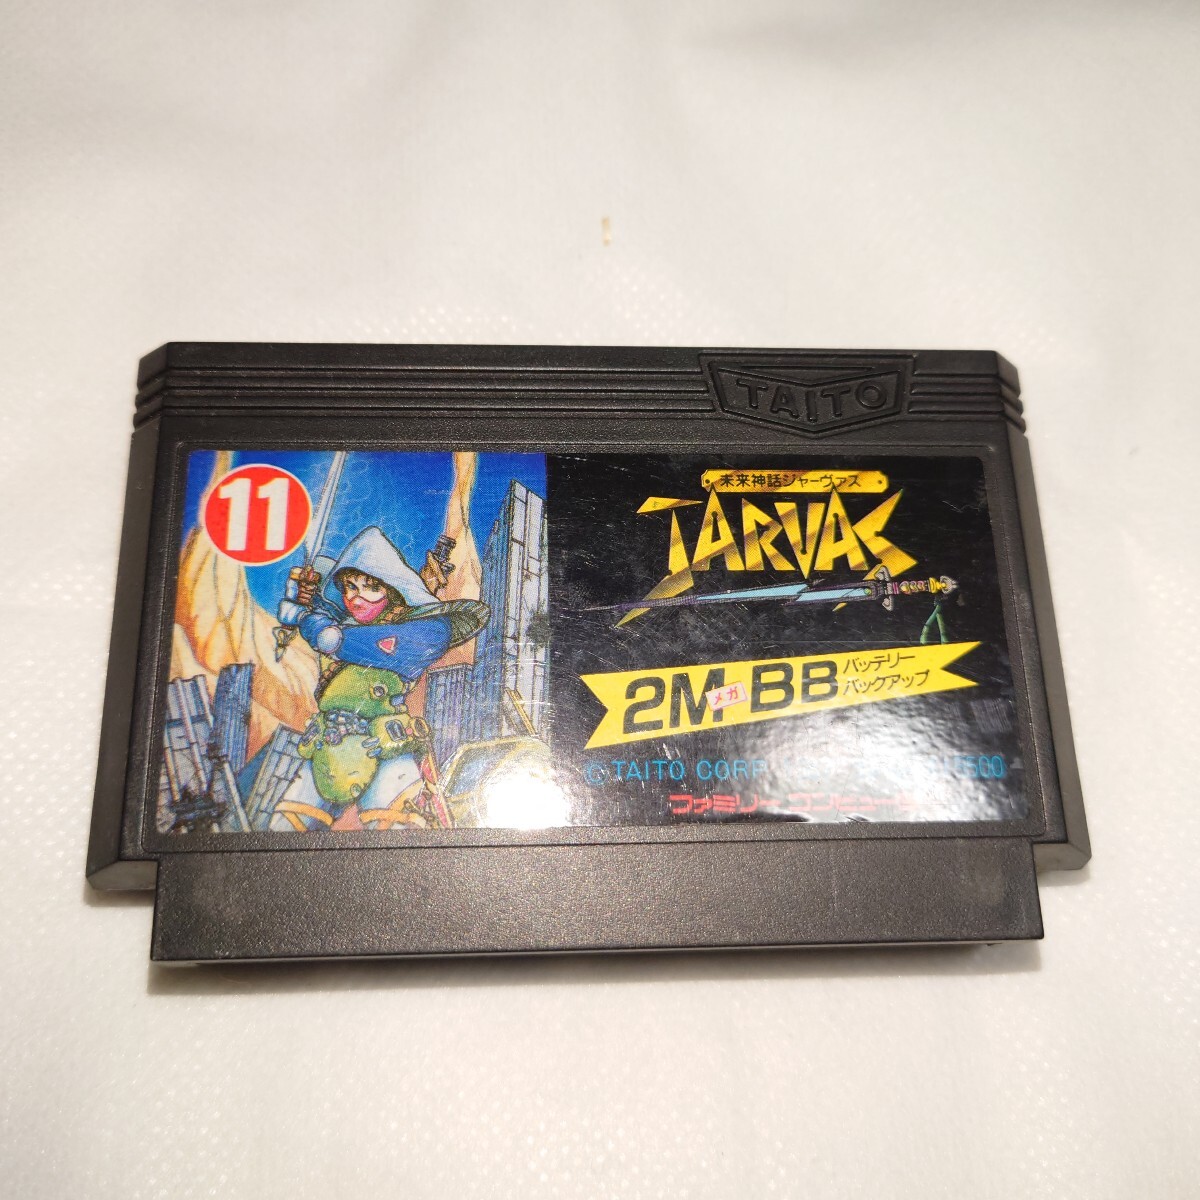 TAITO
11
未来神話ジャーヴァス
JARVAS
2M メガ BB バッテリー バックアップ
© TAITO CORP
ファミリー コンピュータ